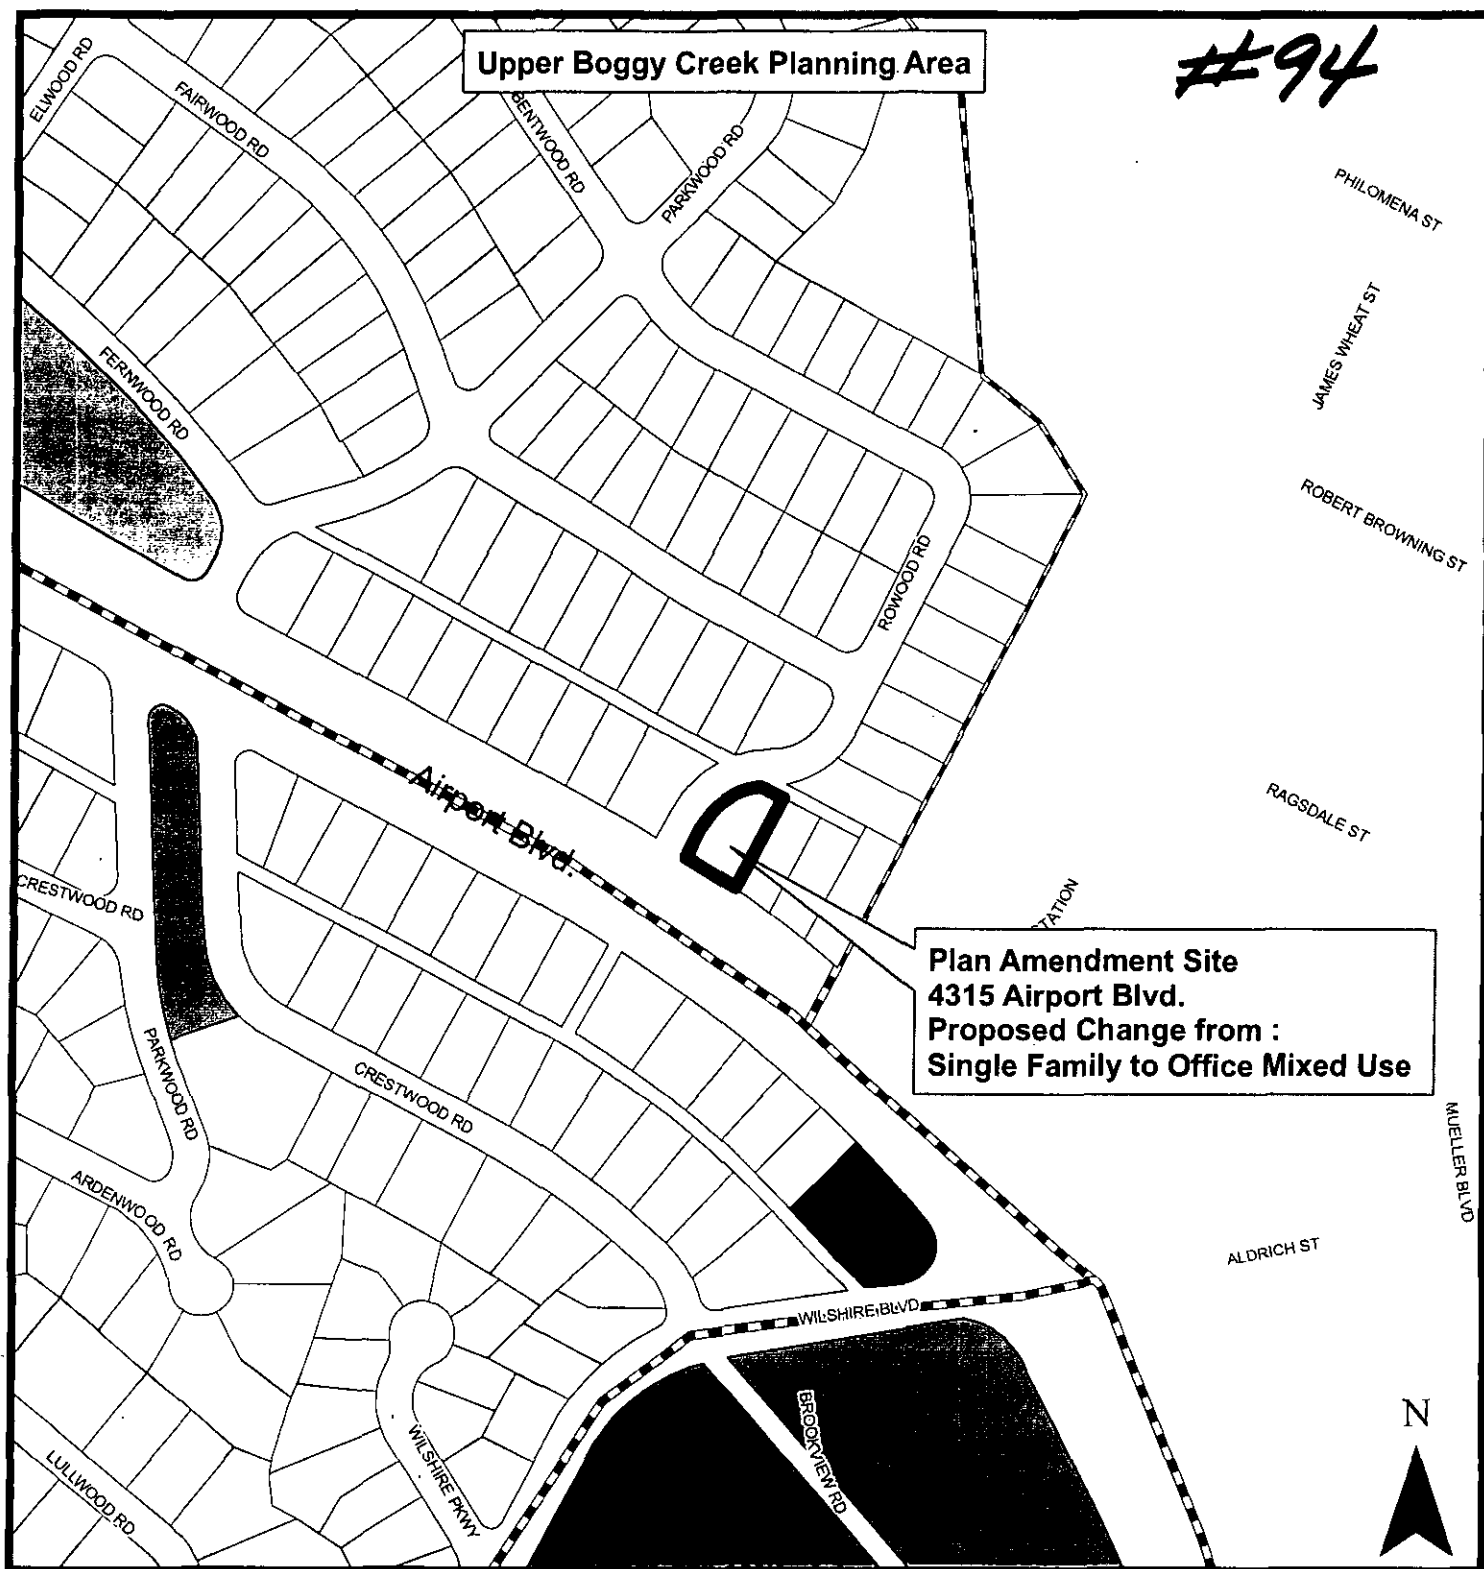 Upper Boggy Creek Planning Area
#94
ELWOOD RD
FAIRWOOD RD
BENTWOOD RD
PARKWOOD RD
PHILOMENA ST
JAMES WHEAT ST
FERNWOOD RD
ROBERT BROWNING ST
ROWOOD RD
Airport Blvd.
RAGSDALE ST
CRESTWOOD RD
TATION
Plan Amendment Site
4315 Airport Blvd.
Proposed Change from :
Single Family to Office Mixed Use
PARKWOOD RD
CRESTWOOD RD
MUELLER BLVD
ARDENWOOD RD
ALDRICH ST
WILSHIRE BLVD
BROOKVIEW RD
WILSHIRE PKWY
LULLWOOD RD
N